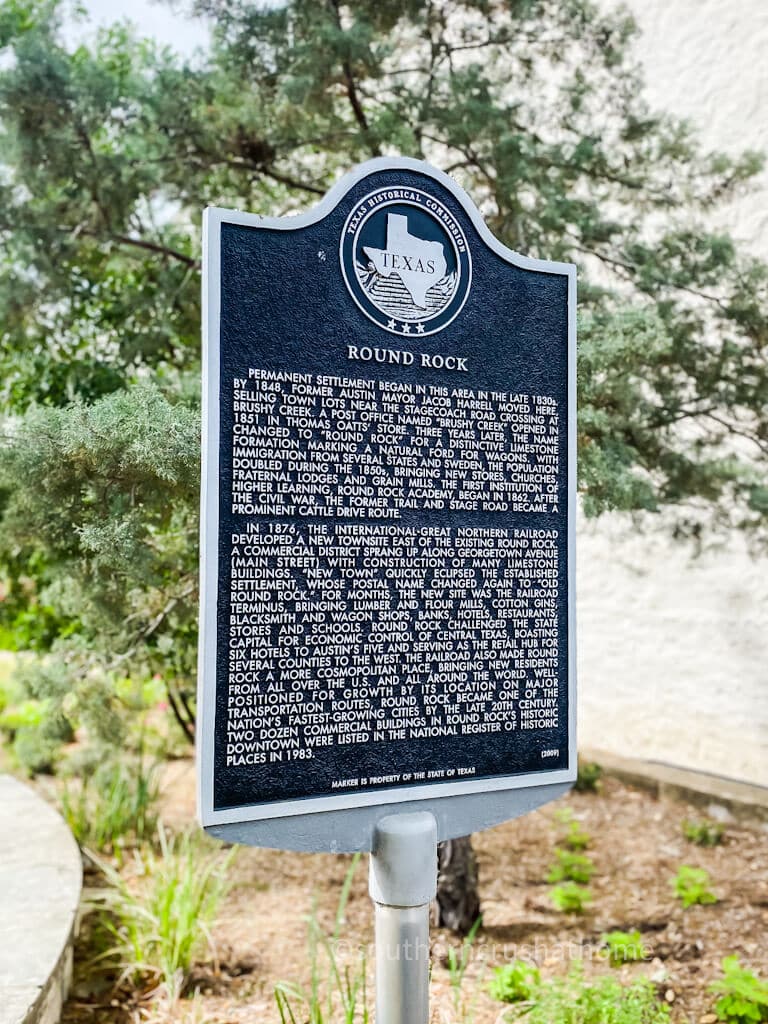 TEXAS HISTORICAL COMMISSION
TEXAS
ROUND ROCK
PERMANENT SETTLEMENT BEGAN IN THIS AREA IN THE LATE 1830s.
BY 1848, FORMER AUSTIN MAYOR JACOB HARRELL MOVED HERE,
SELLING TOWN LOTS NEAR THE STAGECOACH ROAD CROSSING AT
BRUSHY CREEK. A POST OFFICE NAMED "BRUSHY CREEK" OPENED IN
1851 IN THOMAS OATTS' STORE. THREE YEARS LATER, THE NAME
CHANGED TO "ROUND ROCK" FOR A DISTINCTIVE LIMESTONE
FORMATION MARKING A NATURAL FORD FOR WAGONS. WITH
IMMIGRATION FROM SEVERAL STATES AND SWEDEN, THE POPULATION
DOUBLED DURING THE 1850s, BRINGING NEW STORES, CHURCHES,
FRATERNAL LODGES AND GRAIN MILLS. THE FIRST INSTITUTION OF
HIGHER LEARNING, ROUND ROCK ACADEMY, BEGAN IN 1862. AFTER
THE CIVIL WAR, THE FORMER TRAIL AND STAGE ROAD BECAME A
PROMINENT CATTLE DRIVE ROUTE.
IN 1876, THE INTERNATIONAL-GREAT NORTHERN RAILROAD
DEVELOPED A NEW TOWNSITE EAST OF THE EXISTING ROUND ROCK.
A COMMERCIAL DISTRICT SPRANG UP ALONG GEORGETOWN AVENUE
(MAIN STREET) WITH CONSTRUCTION OF MANY LIMESTONE
BUILDINGS. "NEW TOWN" QUICKLY ECLIPSED THE ESTABLISHED
SETTLEMENT, WHOSE POSTAL NAME CHANGED AGAIN TO "OLD
ROUND ROCK." FOR MONTHS, THE NEW SITE WAS THE RAILROAD
TERMINUS, BRINGING LUMBER AND FLOUR MILLS, COTTON GINS,
BLACKSMITH AND WAGON SHOPS, BANKS, HOTELS, RESTAURANTS,
STORES AND SCHOOLS. ROUND ROCK CHALLENGED THE STATE
CAPITAL FOR ECONOMIC CONTROL OF CENTRAL TEXAS, BOASTING
SIX HOTELS TO AUSTIN'S FIVE AND SERVING AS THE RETAIL HUB FOR
SEVERAL COUNTIES TO THE WEST. THE RAILROAD ALSO MADE ROUND
ROCK A MORE COSMOPOLITAN PLACE, BRINGING NEW RESIDENTS
FROM ALL OVER THE U.S. AND ALL AROUND THE WORLD. WELL-
POSITIONED FOR GROWTH BY ITS LOCATION ON MAJOR
TRANSPORTATION ROUTES, ROUND ROCK BECAME ONE OF THE
NATION'S FASTEST-GROWING CITIES BY THE LATE 20TH CENTURY.
TWO DOZEN COMMERCIAL BUILDINGS IN ROUND ROCK'S HISTORIC
DOWNTOWN WERE LISTED IN THE NATIONAL REGISTER OF HISTORIC
PLACES IN 1983.
(2009)
MARKER IS PROPERTY OF THE STATE OF TEXAS
©southerncrushathome